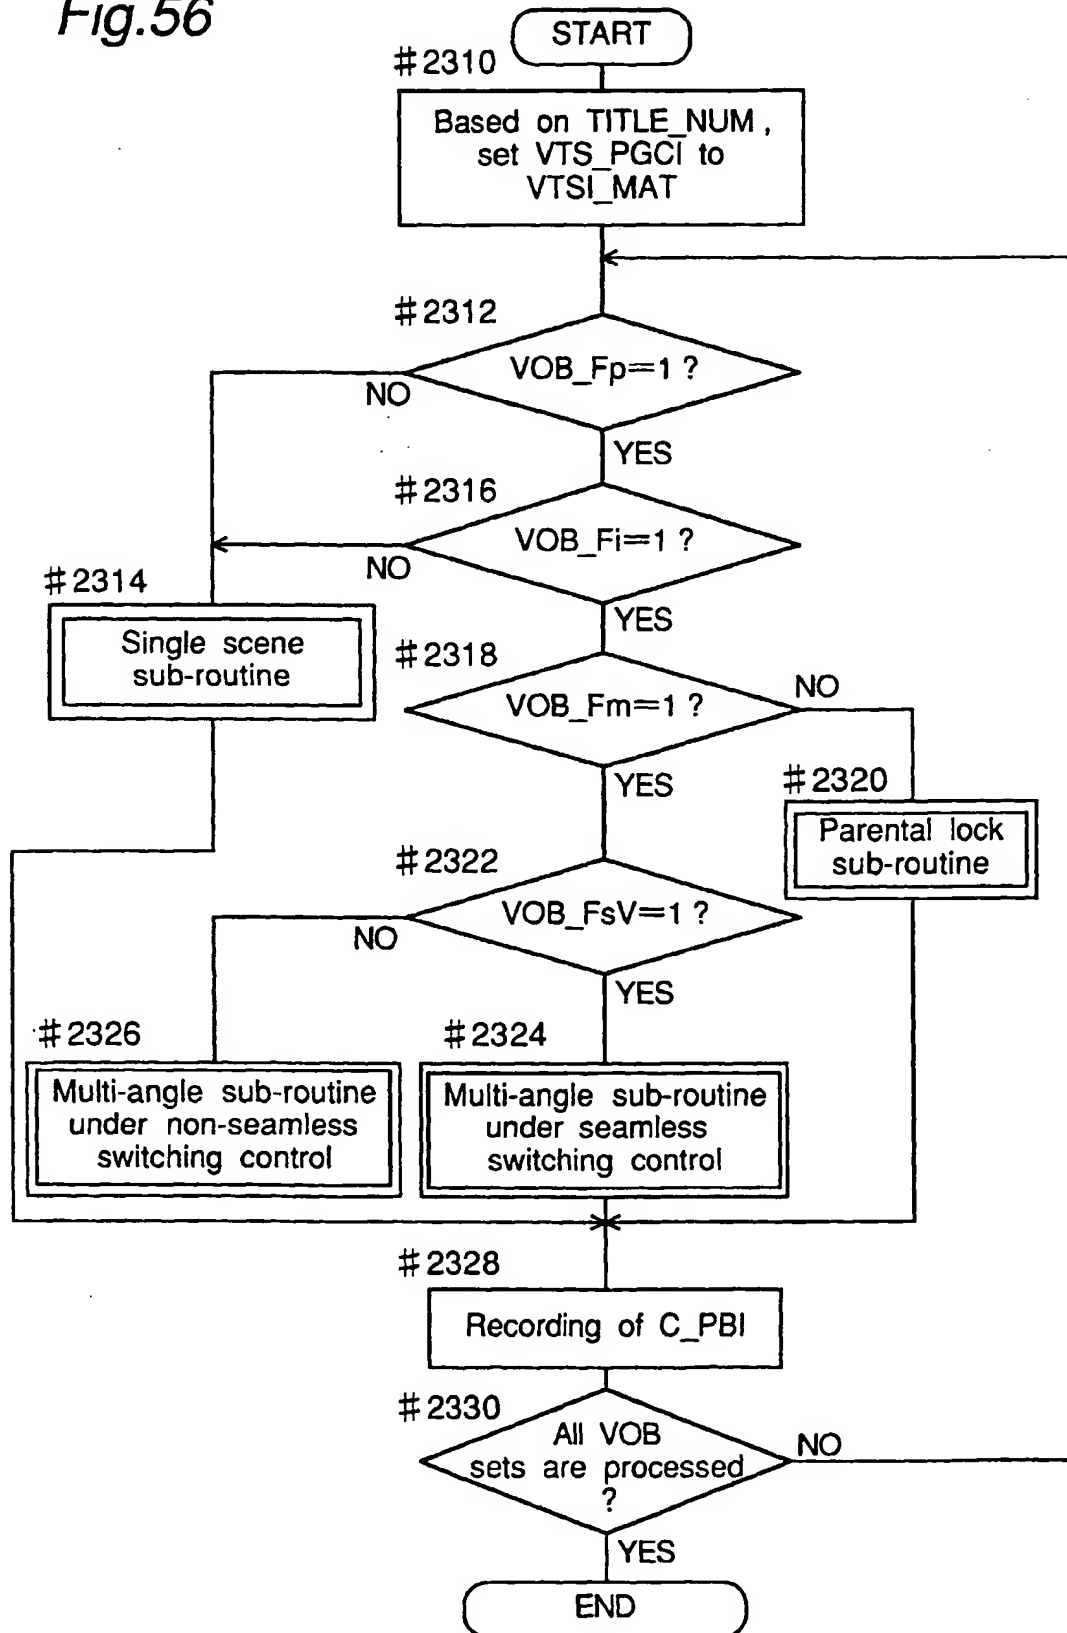 Fig.56
START
#2310
Based on TITLE_NUM,
set VTS_PGCI to
VTSI_MAT
#2312
VOB_Fp=1 ?
NO
YES
#2316
VOB_Fi=1 ?
NO
YES
#2314
Single scene
sub-routine
#2318
VOB_Fm=1 ?
NO
YES
#2320
Parental lock
sub-routine
#2322
VOB_FsV=1 ?
NO
YES
#2326
Multi-angle sub-routine
under non-seamless
switching control
#2324
Multi-angle sub-routine
under seamless
switching control
#2328
Recording of C_PBI
#2330
All VOB
sets are processed
?
NO
YES
END